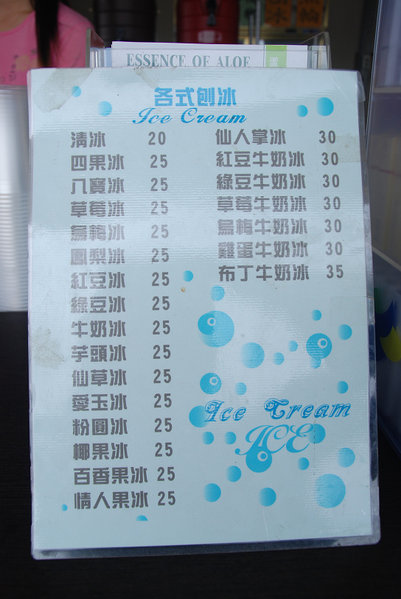 ESSENCE OF ALOE
各式刨冰
Ice Cream
清冰 20
四果冰 25
八寶冰 25
草莓冰 25
烏梅冰 25
鳳梨冰 25
紅豆冰 25
綠豆冰 25
牛奶冰 25
芋頭冰 25
仙草冰 25
愛玉冰 25
粉圓冰 25
椰果冰 25
百香果冰 25
情人果冰 25
仙人掌冰 30
紅豆牛奶冰 30
綠豆牛奶冰 30
草莓牛奶冰 30
烏梅牛奶冰 30
雞蛋牛奶冰 30
布丁牛奶冰 35
Ice Cream
ICE